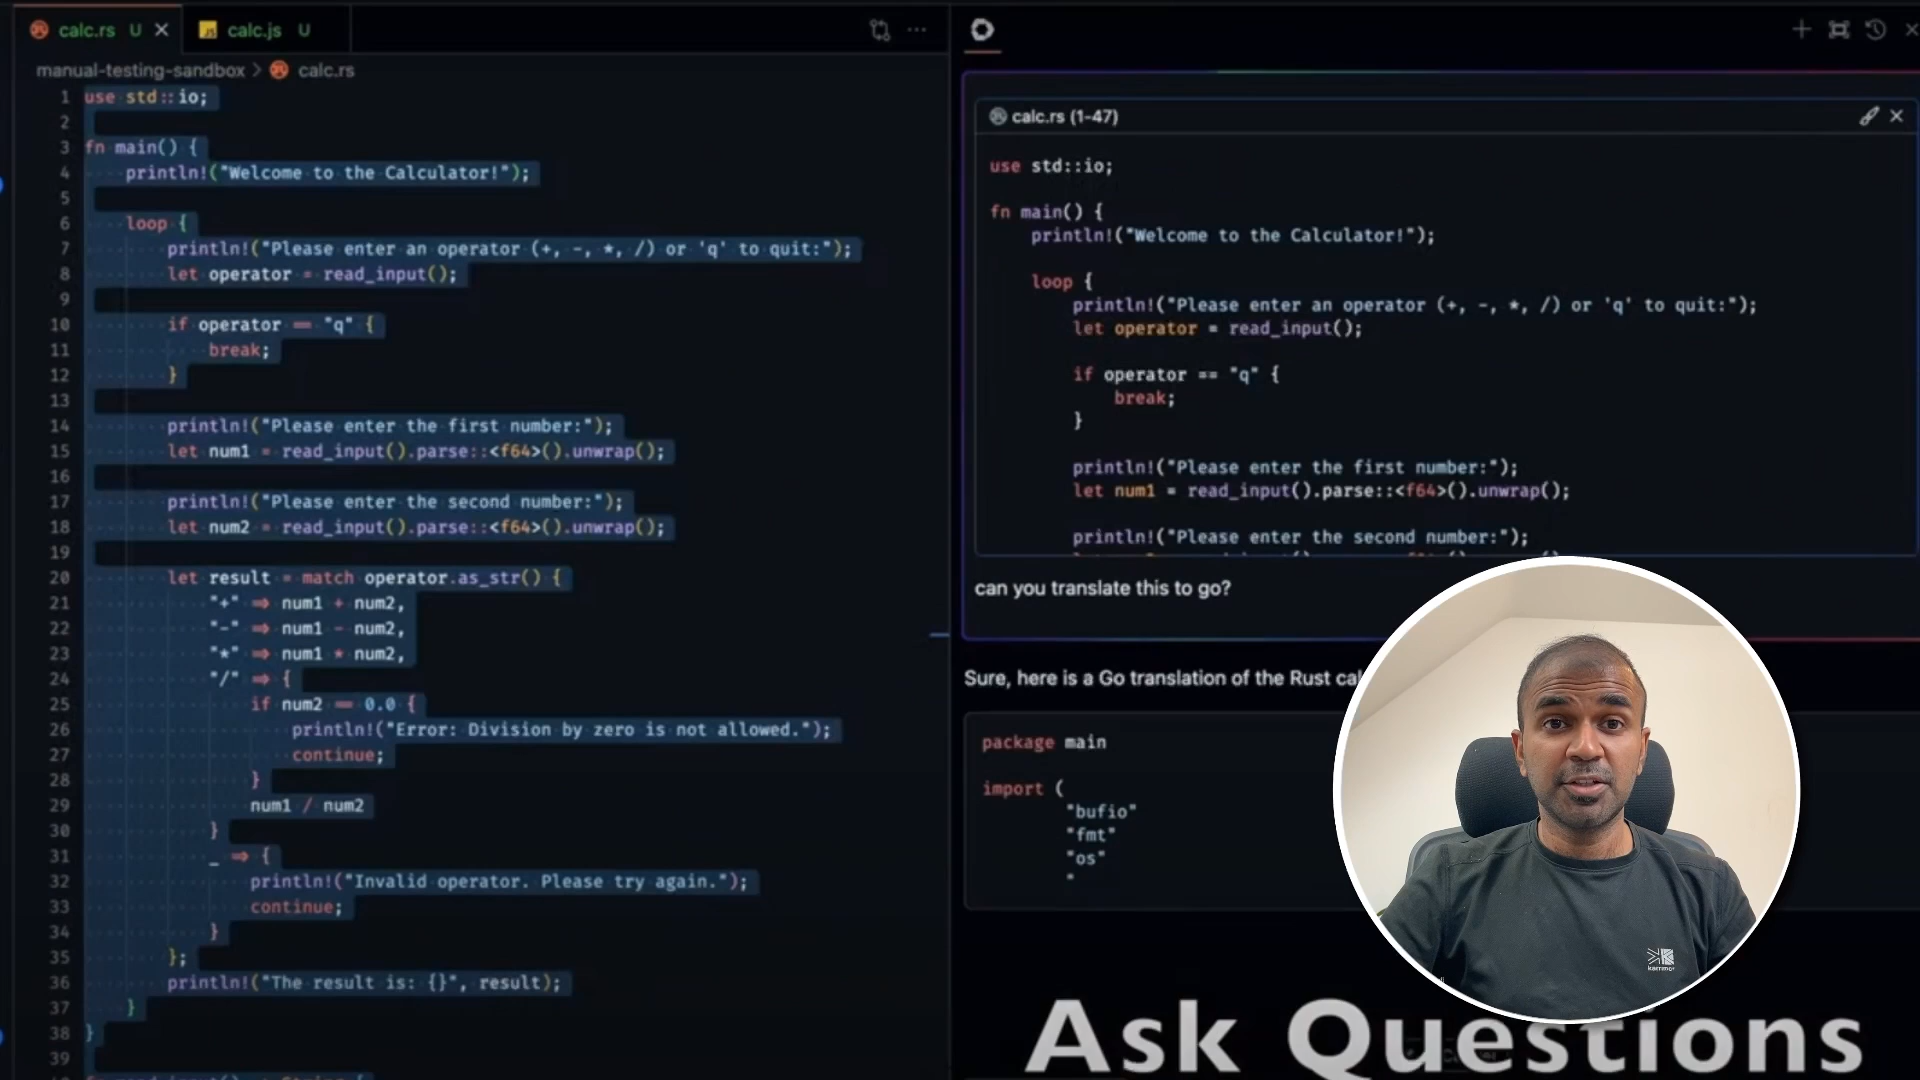 calc.rs U
calc.js U
manual-testing-sandbox > calc.rs
1 use std::io;
2
3 fn main() {
4 println!("Welcome to the Calculator!");
5
6 loop {
7 println!("Please enter an operator (+, -, *, /) or 'q' to quit:");
8 let operator = read_input();
9
10 if operator == "q" {
11 break;
12 }
13
14 println!("Please enter the first number:");
15 let num1 = read_input().parse::<f64>().unwrap();
16
17 println!("Please enter the second number:");
18 let num2 = read_input().parse::<f64>().unwrap();
19
20 let result = match operator.as_str() {
21 "+" => num1 + num2,
22 "-" => num1 - num2,
23 "*" => num1 * num2,
24 "/" => {
25 if num2 == 0.0 {
26 println!("Error: Division by zero is not allowed.");
27 continue;
28 }
29 num1 / num2
30 }
31 _ => {
32 println!("Invalid operator. Please try again.");
33 continue;
34 }
35 };
36 println!("The result is: {}", result);
37 }
38 }
39
calc.rs (1-47)
use std::io;
fn main() {
println!("Welcome to the Calculator!");
loop {
println!("Please enter an operator (+, -, *, /) or 'q' to quit:");
let operator = read_input();
if operator == "q" {
break;
}
println!("Please enter the first number:");
let num1 = read_input().parse::<f64>().unwrap();
println!("Please enter the second number:");
can you translate this to go?
Sure, here is a Go translation of the Rust cal
package main
import (
"bufio"
"fmt"
"os"
"
karrimor
Ask Questions